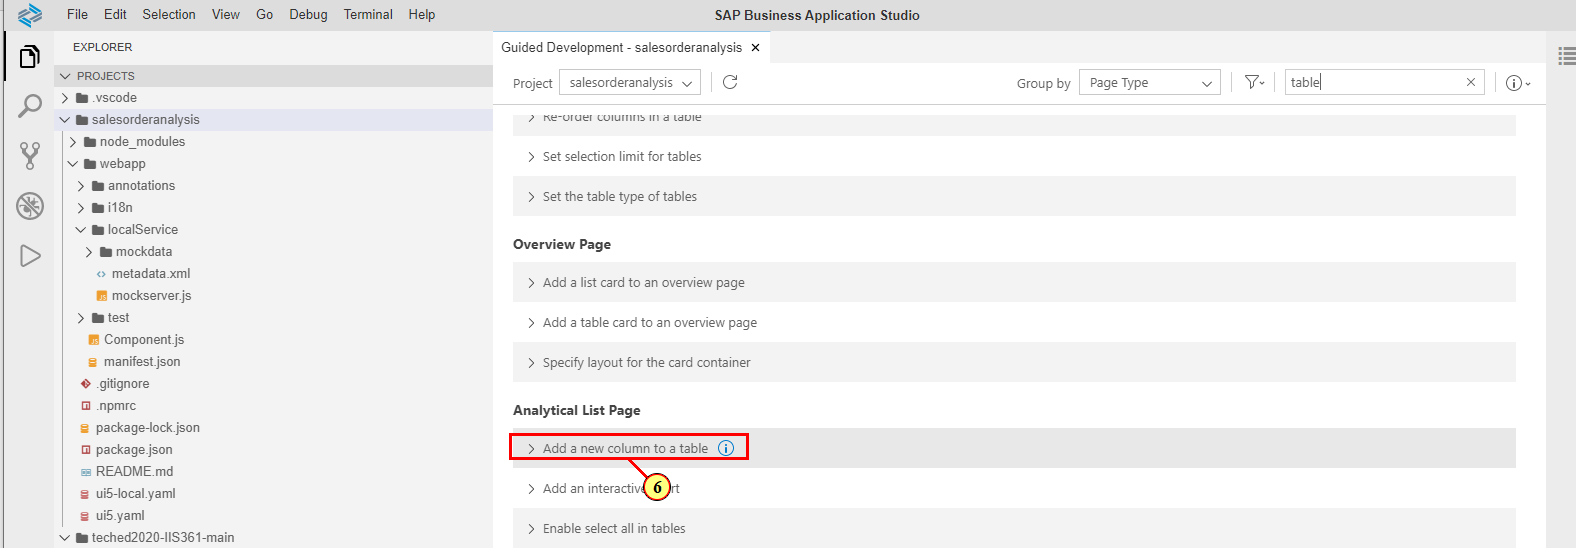 File Edit Selection View Go Debug Terminal Help
SAP Business Application Studio
EXPLORER
PROJECTS
.vscode
salesorderanalysis
node_modules
webapp
annotations
i18n
localService
mockdata
metadata.xml
JS mockserver.js
test
JS Component.js
manifest.json
.gitignore
.npmrc
package-lock.json
package.json
README.md
ui5-local.yaml
ui5.yaml
teched2020-IIS361-main
Guided Development - salesorderanalysis ×
Project salesorderanalysis
Group by Page Type
table
Re-order columns in a table
Set selection limit for tables
Set the table type of tables
Overview Page
Add a list card to an overview page
Add a table card to an overview page
Specify layout for the card container
Analytical List Page
Add a new column to a table
6
Add an interactive rt
Enable select all in tables